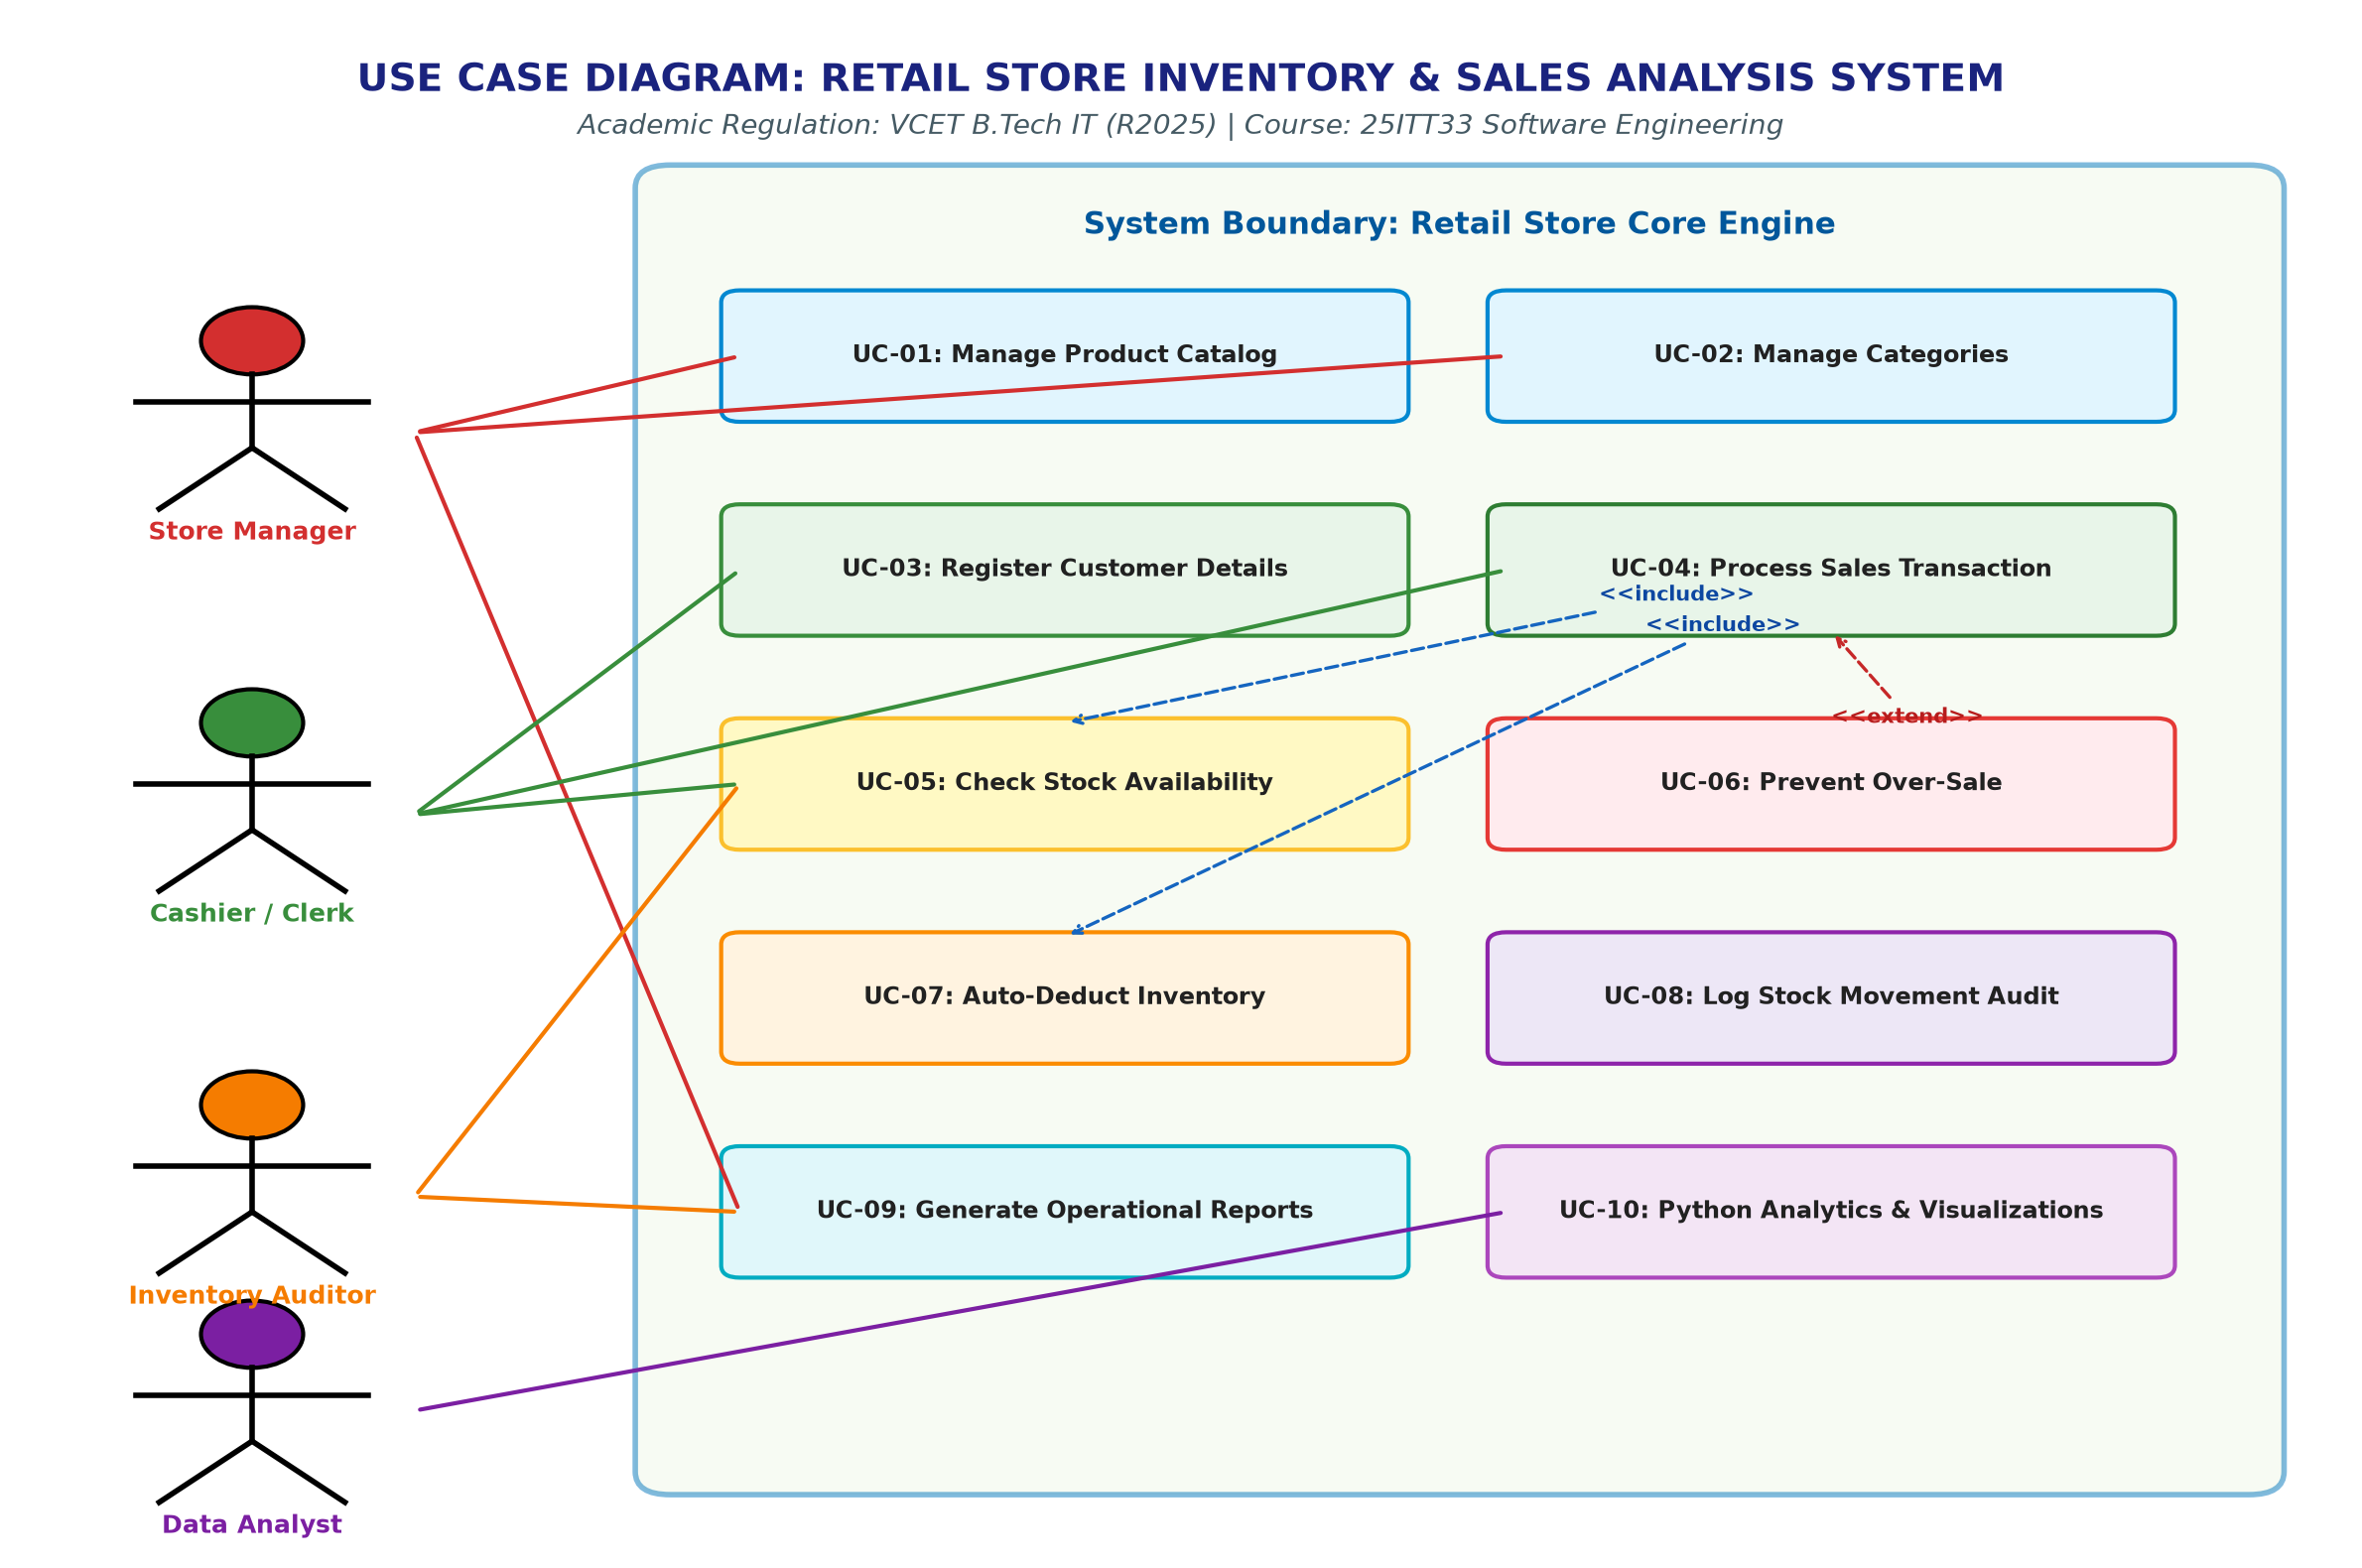 USE CASE DIAGRAM: RETAIL STORE INVENTORY & SALES ANALYSIS SYSTEM
Academic Regulation: VCET B.Tech IT (R2025) | Course: 25ITT33 Software Engineering
System Boundary: Retail Store Core Engine
UC-01: Manage Product Catalog
UC-02: Manage Categories
Store Manager
UC-03: Register Customer Details
UC-04: Process Sales Transaction
<<include>>
<<include>>
<<extend>>
UC-05: Check Stock Availability
UC-06: Prevent Over-Sale
Cashier / Clerk
UC-07: Auto-Deduct Inventory
UC-08: Log Stock Movement Audit
UC-09: Generate Operational Reports
UC-10: Python Analytics & Visualizations
Inventory Auditor
Data Analyst